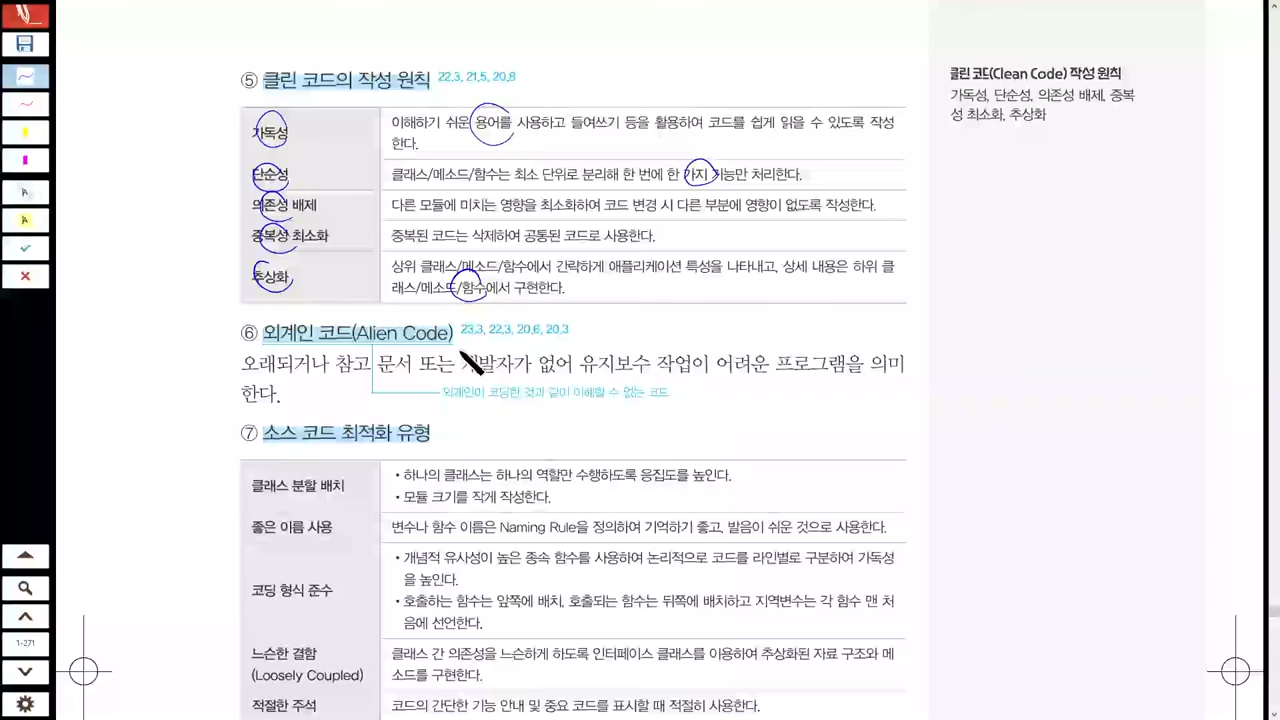 ⑤ 클린 코드의 작성 원칙 22.3, 21.5, 20.8
가독성
이해하기 쉬운 용어를 사용하고 들여쓰기 등을 활용하여 코드를 쉽게 읽을 수 있도록 작성
한다.
단순성
클래스/메소드/함수는 최소 단위로 분리해 한 번에 한 가지 기능만 처리한다.
의존성 배제
다른 모듈에 미치는 영향을 최소화하여 코드 변경 시 다른 부분에 영향이 없도록 작성한다.
중복성 최소화
중복된 코드는 삭제하여 공통된 코드로 사용한다.
추상화
상위 클래스/메소드/함수에서 간략하게 애플리케이션 특성을 나타내고, 상세 내용은 하위 클
래스/메소드/함수에서 구현한다.
⑥ 외계인 코드(Alien Code) 23.3, 22.3, 20.6, 20.3
오래되거나 참고 문서 또는 개발자가 없어 유지보수 작업이 어려운 프로그램을 의미
한다.
외계인이 코딩한 것과 같이 이해할 수 없는 코드
⑦ 소스 코드 최적화 유형
클래스 분할 배치
• 하나의 클래스는 하나의 역할만 수행하도록 응집도를 높인다.
• 모듈 크기를 작게 작성한다.
좋은 이름 사용
변수나 함수 이름은 Naming Rule을 정의하여 기억하기 좋고, 발음이 쉬운 것으로 사용한다.
코딩 형식 준수
• 개념적 유사성이 높은 종속 함수를 사용하여 논리적으로 코드를 라인별로 구분하여 가독성
을 높인다.
• 호출하는 함수는 앞쪽에 배치, 호출되는 함수는 뒤쪽에 배치하고 지역변수는 각 함수 맨 처
음에 선언한다.
느슨한 결합
(Loosely Coupled)
클래스 간 의존성을 느슨하게 하도록 인터페이스 클래스를 이용하여 추상화된 자료 구조와 메
소드를 구현한다.
적절한 주석
코드의 간단한 기능 안내 및 중요 코드를 표시할 때 적절히 사용한다.
클린 코드(Clean Code) 작성 원칙
가독성, 단순성, 의존성 배제, 중복
성 최소화, 추상화
1-271